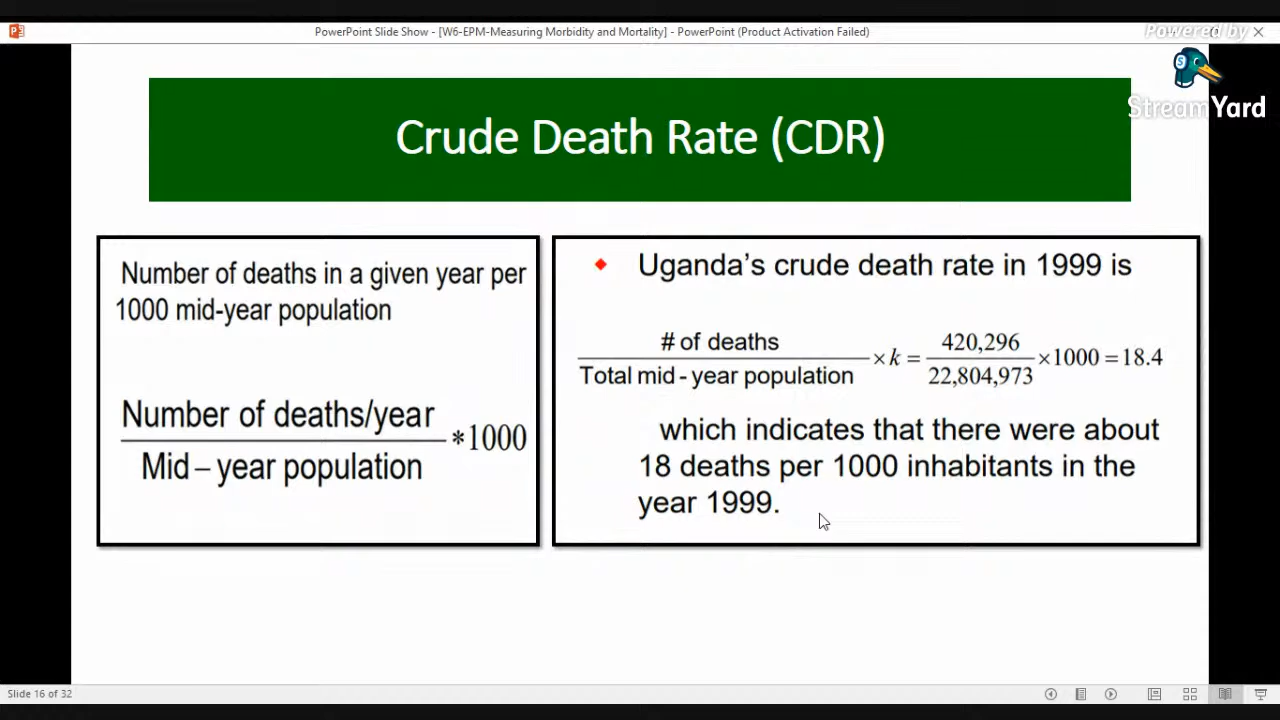 PowerPoint Slide Show - [W6-EPM-Measuring Morbidity and Mortality] - PowerPoint (Product Activation Failed)
Powered by
StreamYard
Crude Death Rate (CDR)
Number of deaths in a given year per
1000 mid-year population
Number of deaths/year
Mid – year population
*1000
Uganda's crude death rate in 1999 is
# of deaths
Total mid - year population
× k =
420,296
22,804,973
×1000 = 18.4
which indicates that there were about
18 deaths per 1000 inhabitants in the
year 1999.
Slide 16 of 32